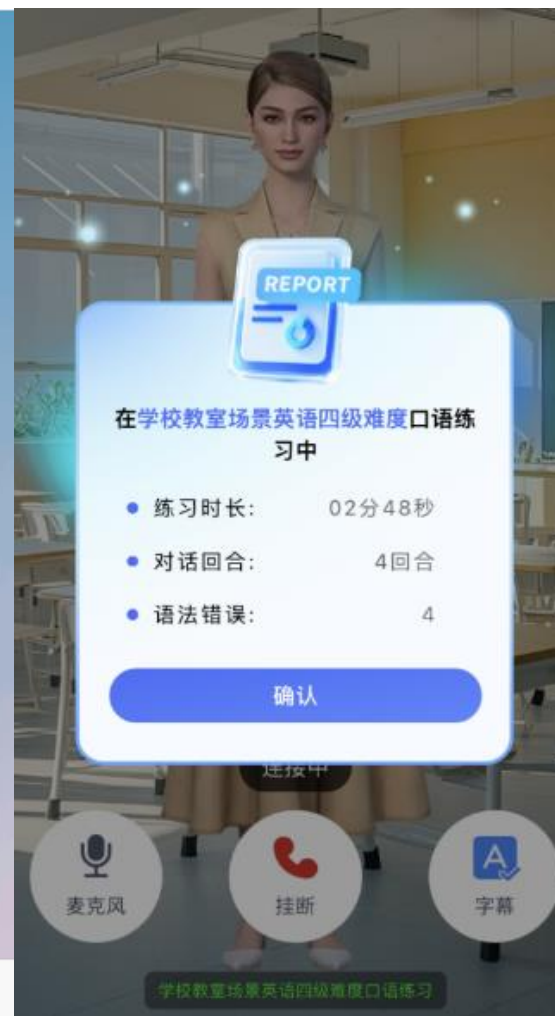 REPORT
在学校教室场景英语四级难度口语练
习中
练习时长:
02分48秒
对话回合:
4回合
语法错误:
4
确认
连接中
麦克风
挂断
A
字幕
学校教室场景英语四级难度口语练习